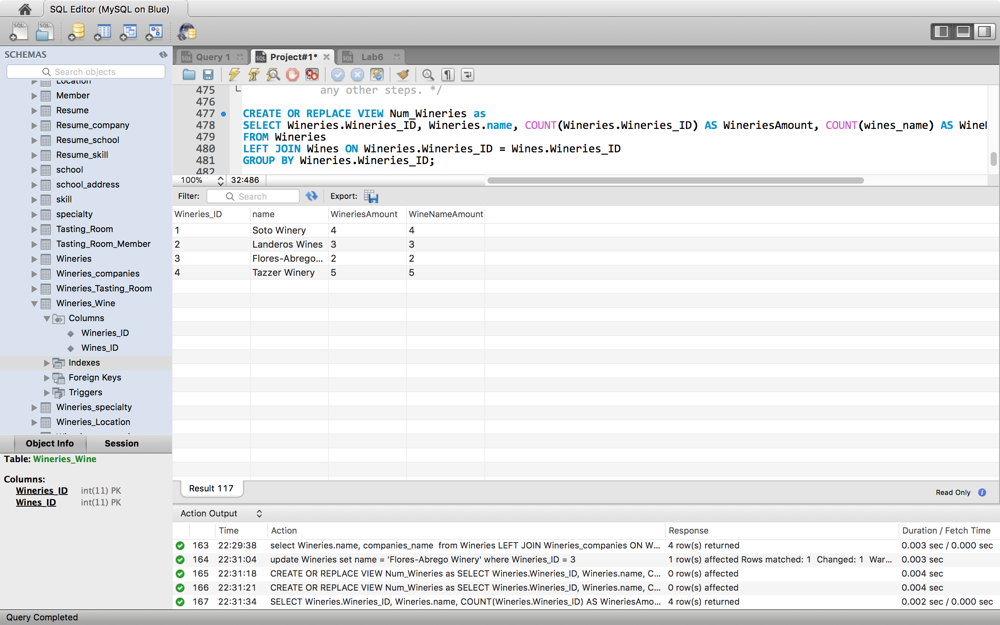 SQL Editor (MySQL on Blue)
SQL SQL
SCHEMAS
Search objects
Location
Member
Resume
Resume_company
Resume_school
Resume_skill
school
school_address
skill
specialty
Tasting_Room
Tasting_Room_Member
Wineries
Wineries_companies
Wineries_Tasting_Room
Wineries_Wine
Columns
Wineries_ID
Wines_ID
Indexes
Foreign Keys
Triggers
Wineries_specialty
Wineries_Location
Object Info Session
Table: Wineries_Wine
Columns:
Wineries_ID int(11) PK
Wines_ID int(11) PK
SQL Query 1 SQL Project#1* SQL Lab6
475 any other steps. */
476
477 CREATE OR REPLACE VIEW Num_Wineries as
478 SELECT Wineries.Wineries_ID, Wineries.name, COUNT(Wineries.Wineries_ID) AS WineriesAmount, COUNT(wines_name) AS Wine
479 FROM Wineries
480 LEFT JOIN Wines ON Wineries.Wineries_ID = Wines.Wineries_ID
481 GROUP BY Wineries.Wineries_ID;
482
100% 32:486
Filter: Search Export:
Wineries_ID name WineriesAmount WineNameAmount
1 Soto Winery 4 4
2 Landeros Wines 3 3
3 Flores-Abrego... 2 2
4 Tazzer Winery 5 5
Result 117
Read Only
Action Output
Time Action Response Duration / Fetch Time
163 22:29:38 select Wineries.name, companies_name from Wineries LEFT JOIN Wineries_companies ON W... 4 row(s) returned 0.003 sec / 0.000 sec
164 22:31:04 update Wineries set name = 'Flores-Abrego Winery' where Wineries_ID = 3 1 row(s) affected Rows matched: 1 Changed: 1 War... 0.003 sec
165 22:31:18 CREATE OR REPLACE VIEW Num_Wineries as SELECT Wineries.Wineries_ID, Wineries.name, C... 0 row(s) affected 0.004 sec
166 22:31:21 CREATE OR REPLACE VIEW Num_Wineries as SELECT Wineries.Wineries_ID, Wineries.name, C... 0 row(s) affected 0.004 sec
167 22:31:34 SELECT Wineries.Wineries_ID, Wineries.name, COUNT(Wineries.Wineries_ID) AS WineriesAmo... 4 row(s) returned 0.002 sec / 0.000 sec
Query Completed